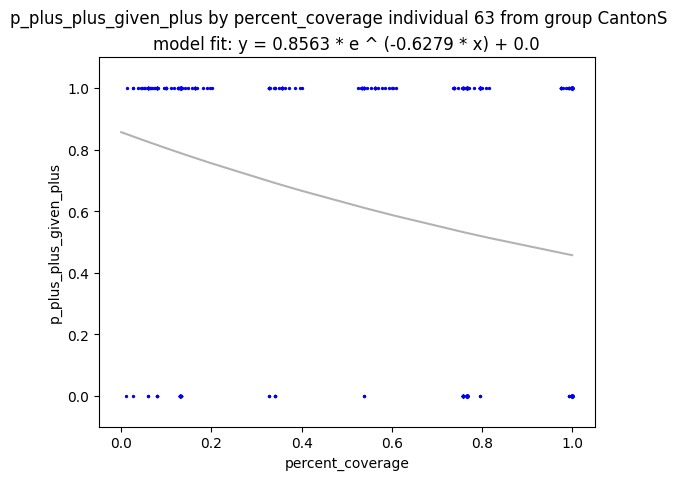 p_plus_plus_given_plus by percent_coverage individual 63 from group CantonS
model fit: y = 0.8563 * e ^ (-0.6279 * x) + 0.0
1.0
0.8
0.6
0.4
0.2
0.0
p_plus_plus_given_plus
0.0 0.2 0.4 0.6 0.8 1.0
percent_coverage